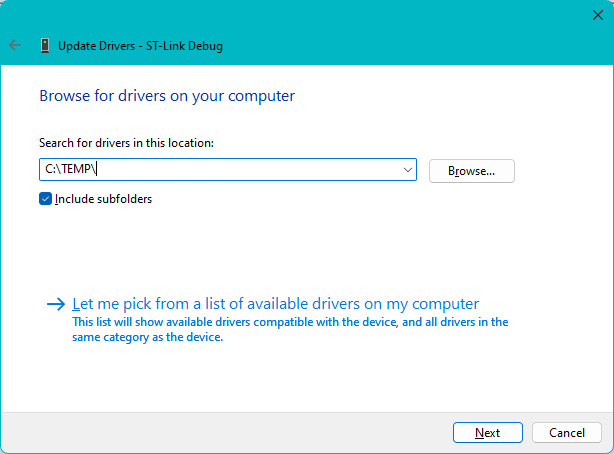 Update Drivers - ST-Link Debug
Browse for drivers on your computer
Search for drivers in this location:
C:\TEMP\
Browse...
Include subfolders
Let me pick from a list of available drivers on my computer
This list will show available drivers compatible with the device, and all drivers in the
same category as the device.
Next
Cancel